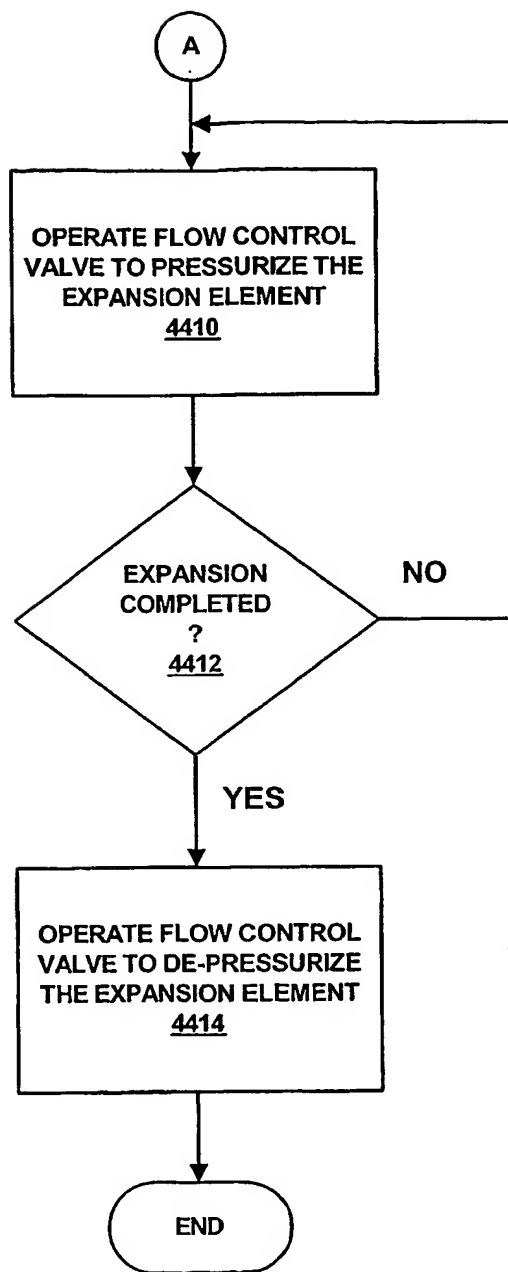 A
OPERATE FLOW CONTROL
VALVE TO PRESSURIZE THE
EXPANSION ELEMENT
4410
EXPANSION
COMPLETED
?
4412
NO
YES
OPERATE FLOW CONTROL
VALVE TO DE-PRESSURIZE
THE EXPANSION ELEMENT
4414
END